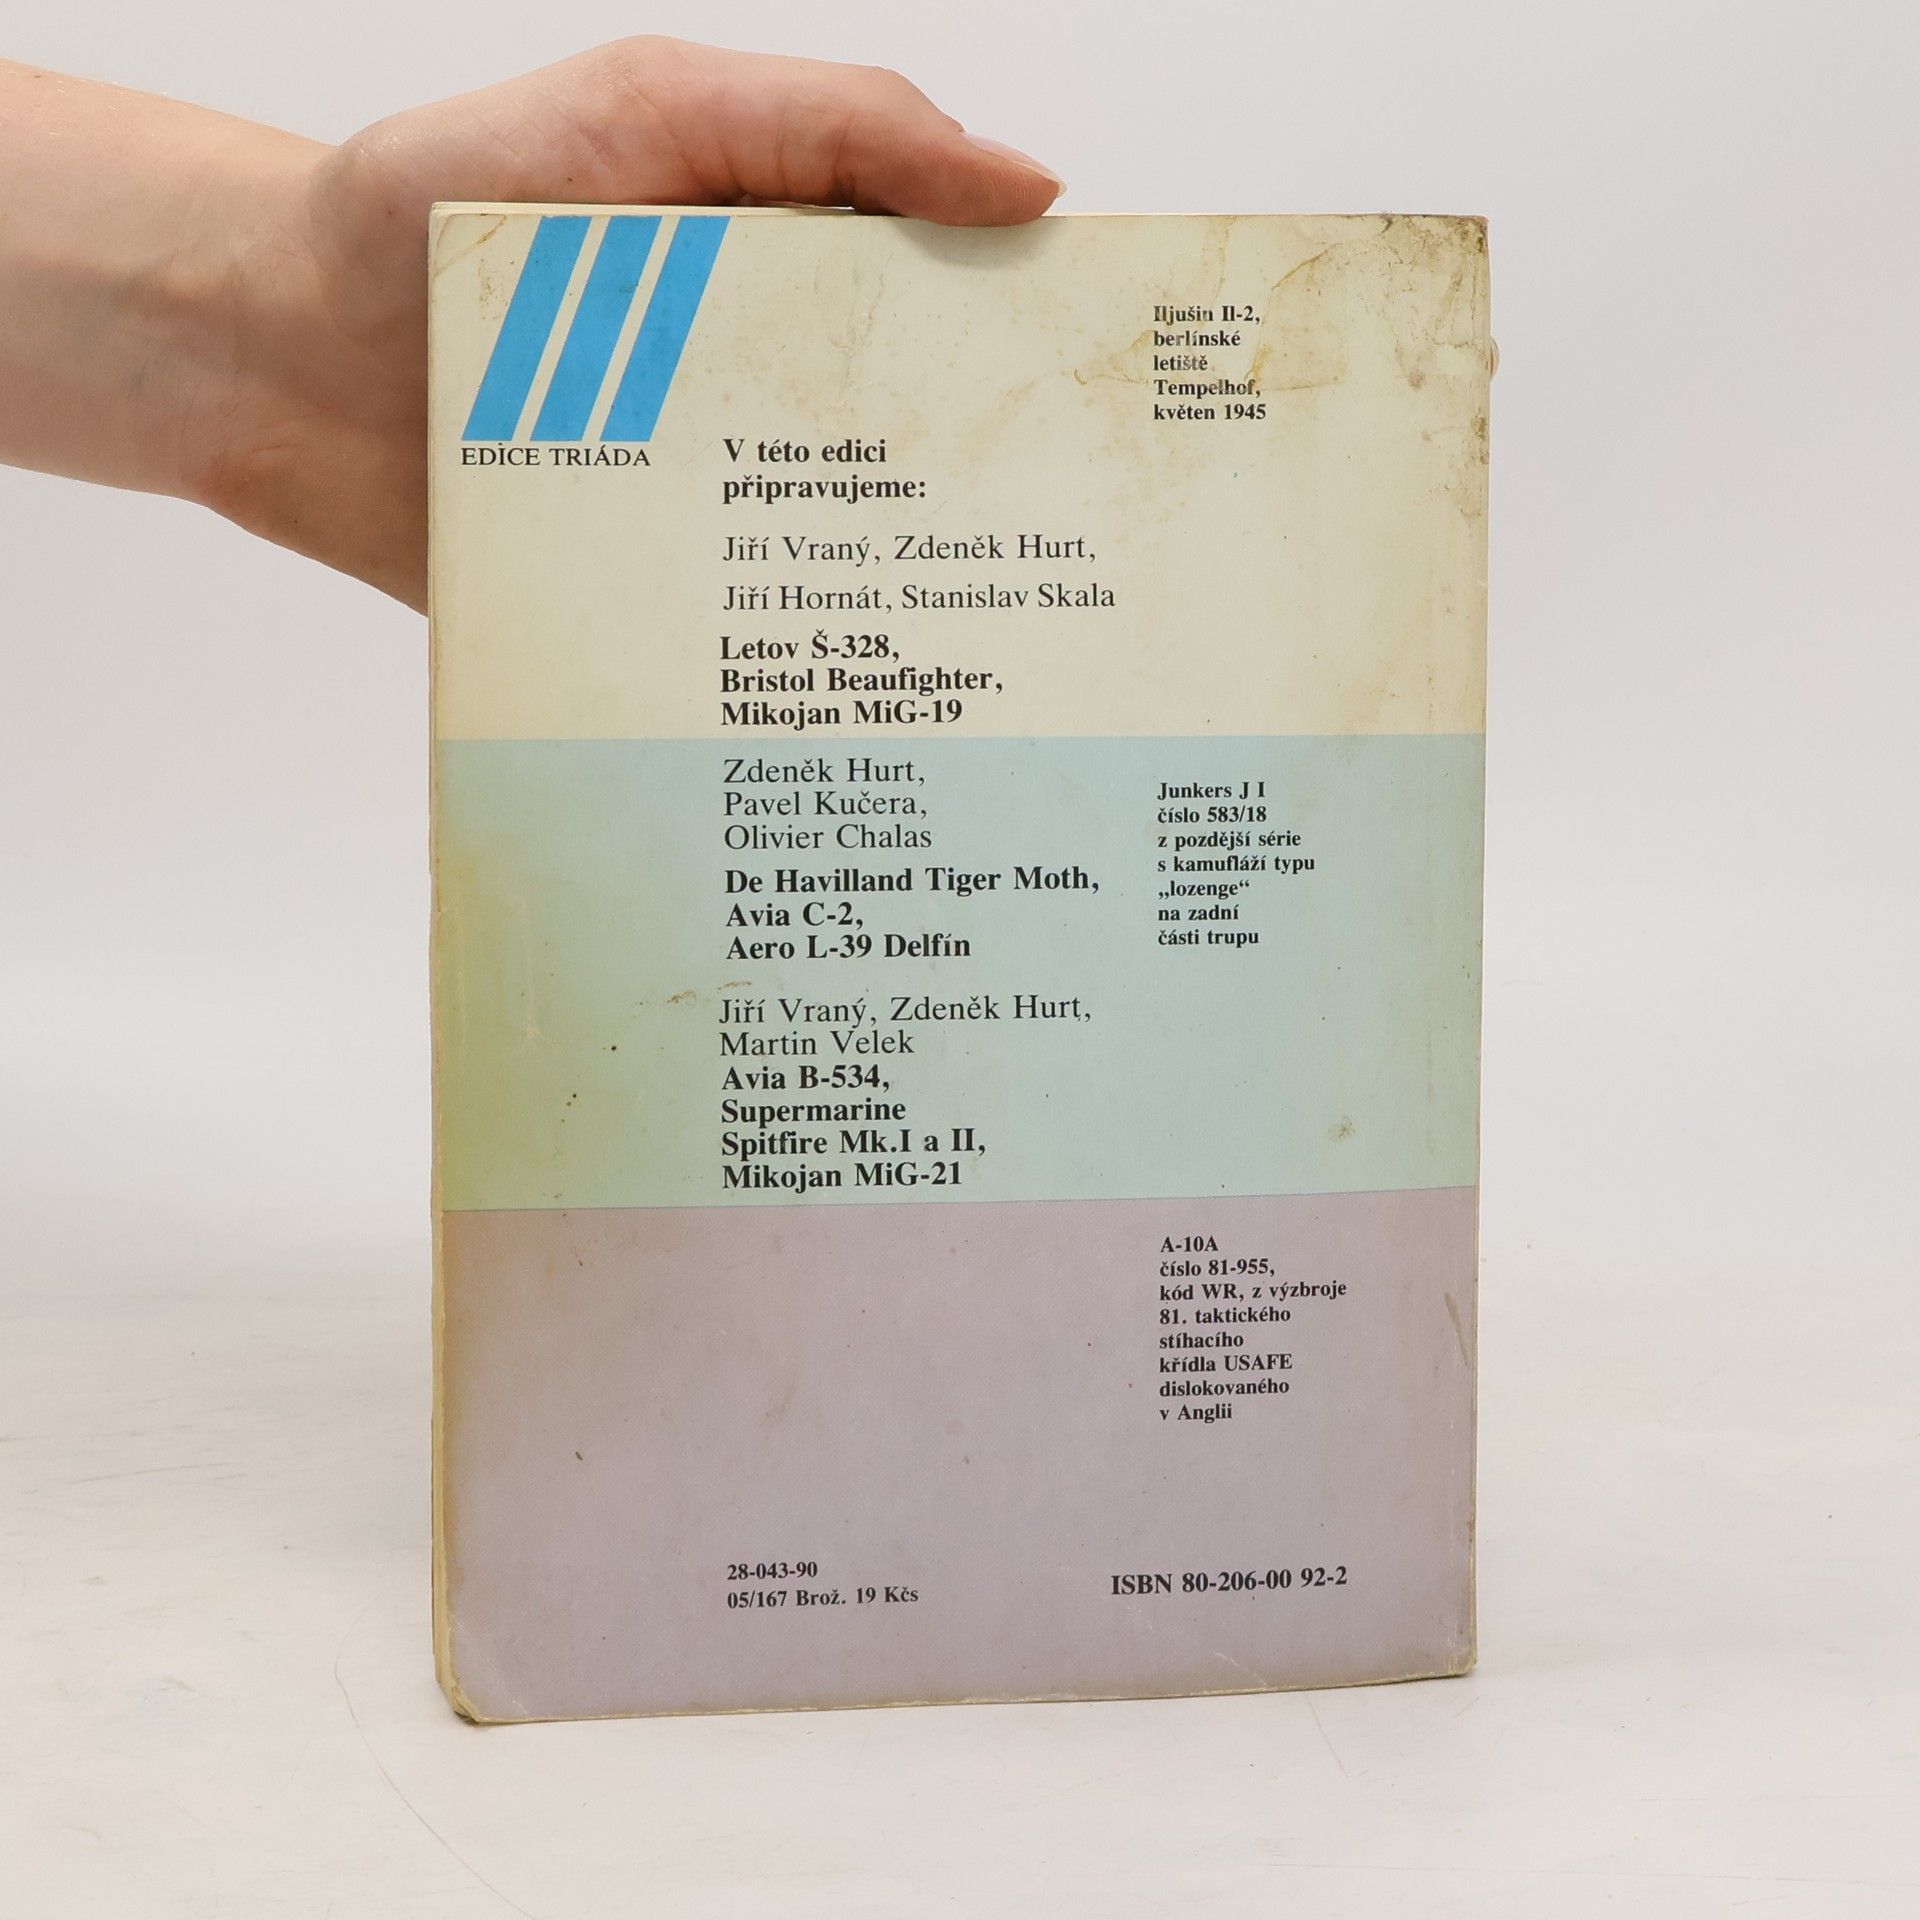 EDICE TRIÁDA
V této edici
připravujeme:
Jiří Vraný, Zdeněk Hurt,
Jiří Hornát, Stanislav Skala
Letov Š-328,
Bristol Beaufighter,
Mikojan MiG-19
Zdeněk Hurt,
Pavel Kučera,
Olivier Chalas
De Havilland Tiger Moth,
Avia C-2,
Aero L-39 Delfín
Jiří Vraný, Zdeněk Hurt,
Martin Velek
Avia B-534,
Supermarine
Spitfire Mk.I a II,
Mikojan MiG-21
Iljušin Il-2,
berlínské
letiště
Tempelhof,
květen 1945
Junkers J I
číslo 583/18
z pozdější série
s kamufláží typu
„lozenge“
na zadní
části trupu
A-10A
číslo 81-955,
kód WR, z výzbroje
81. taktického
stíhacího
křídla USAFE
dislokovaného
v Anglii
28-043-90
05/167 Brož. 19 Kčs
ISBN 80-206-00 92-2